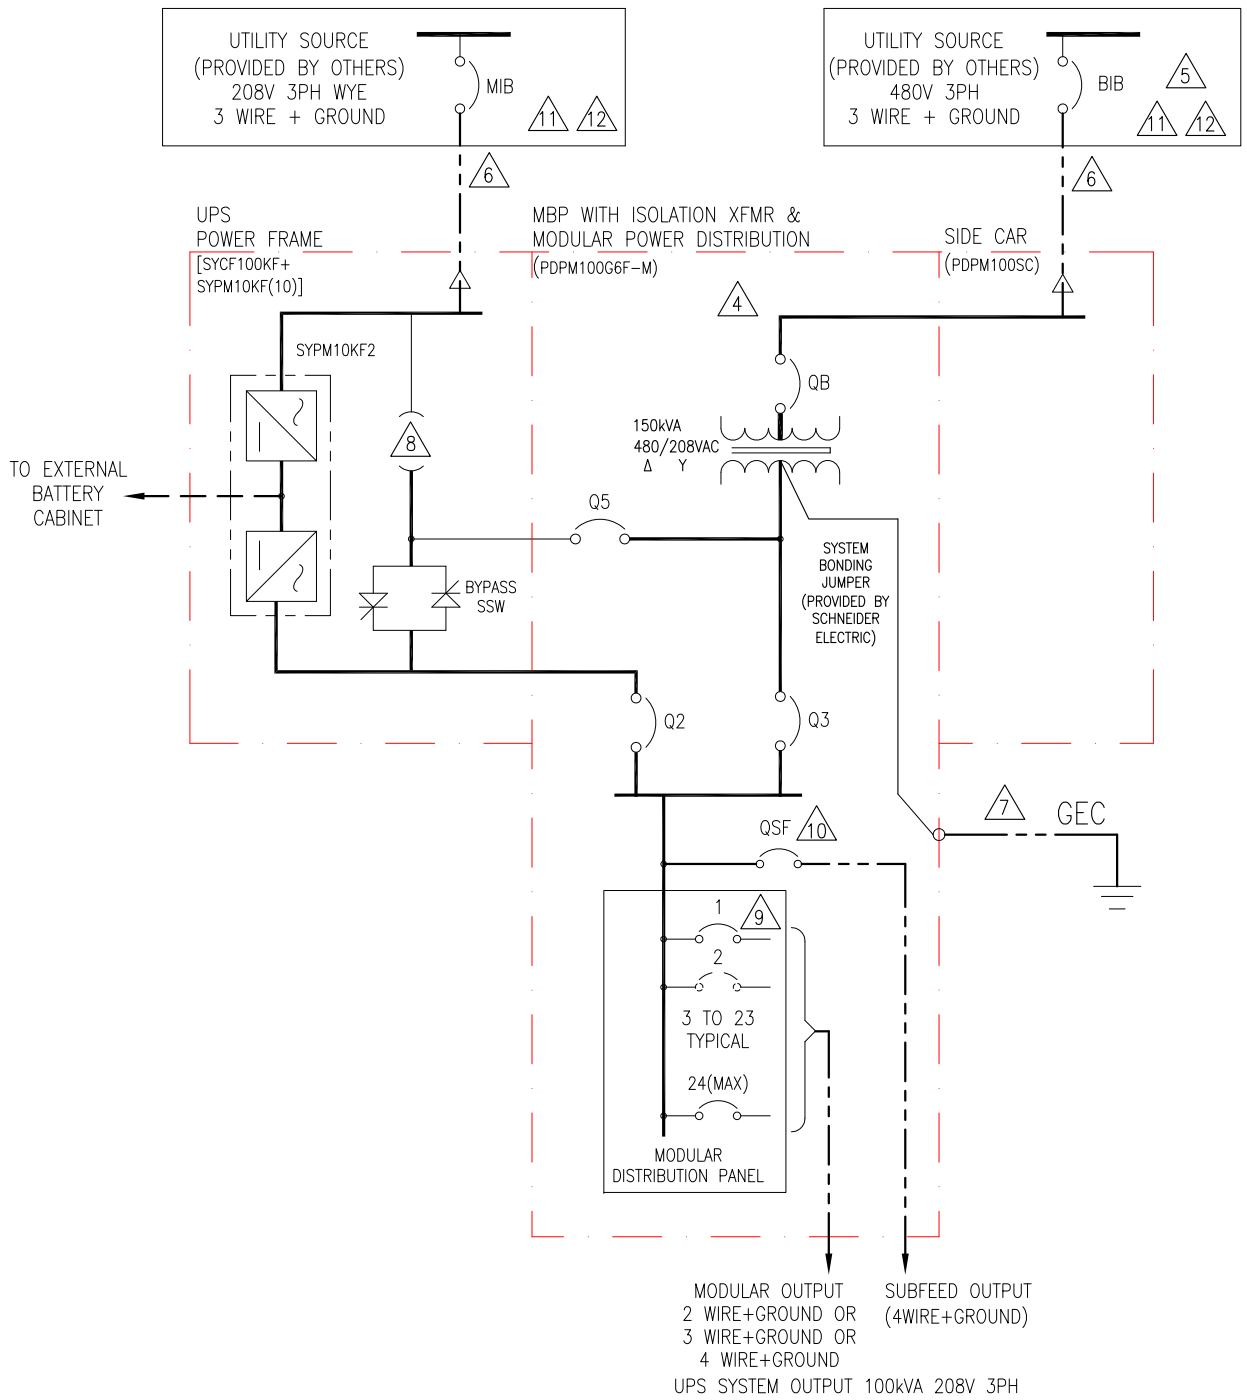 UTILITY SOURCE
(PROVIDED BY OTHERS)
208V 3PH WYE
3 WIRE + GROUND
MIB
11
12
UTILITY SOURCE
(PROVIDED BY OTHERS)
480V 3PH
3 WIRE + GROUND
BIB
5
11
12
6
6
UPS
POWER FRAME
[SYCF100KF+
SYPM10KF(10)]
MBP WITH ISOLATION XFMR &
MODULAR POWER DISTRIBUTION
(PDPM100G6F-M)
SIDE CAR
(PDPM100SC)
4
SYPM10KF2
QB
150kVA
480/208VAC
Δ Y
8
TO EXTERNAL
BATTERY
CABINET
Q5
SYSTEM
BONDING
JUMPER
(PROVIDED BY
SCHNEIDER
ELECTRIC)
BYPASS
SSW
Q2
Q3
7
GEC
QSF
10
1
9
2
3 TO 23
TYPICAL
24(MAX)
MODULAR
DISTRIBUTION PANEL
MODULAR OUTPUT
2 WIRE+GROUND OR
3 WIRE+GROUND OR
4 WIRE+GROUND
SUBFEED OUTPUT
(4WIRE+GROUND)
UPS SYSTEM OUTPUT 100kVA 208V 3PH